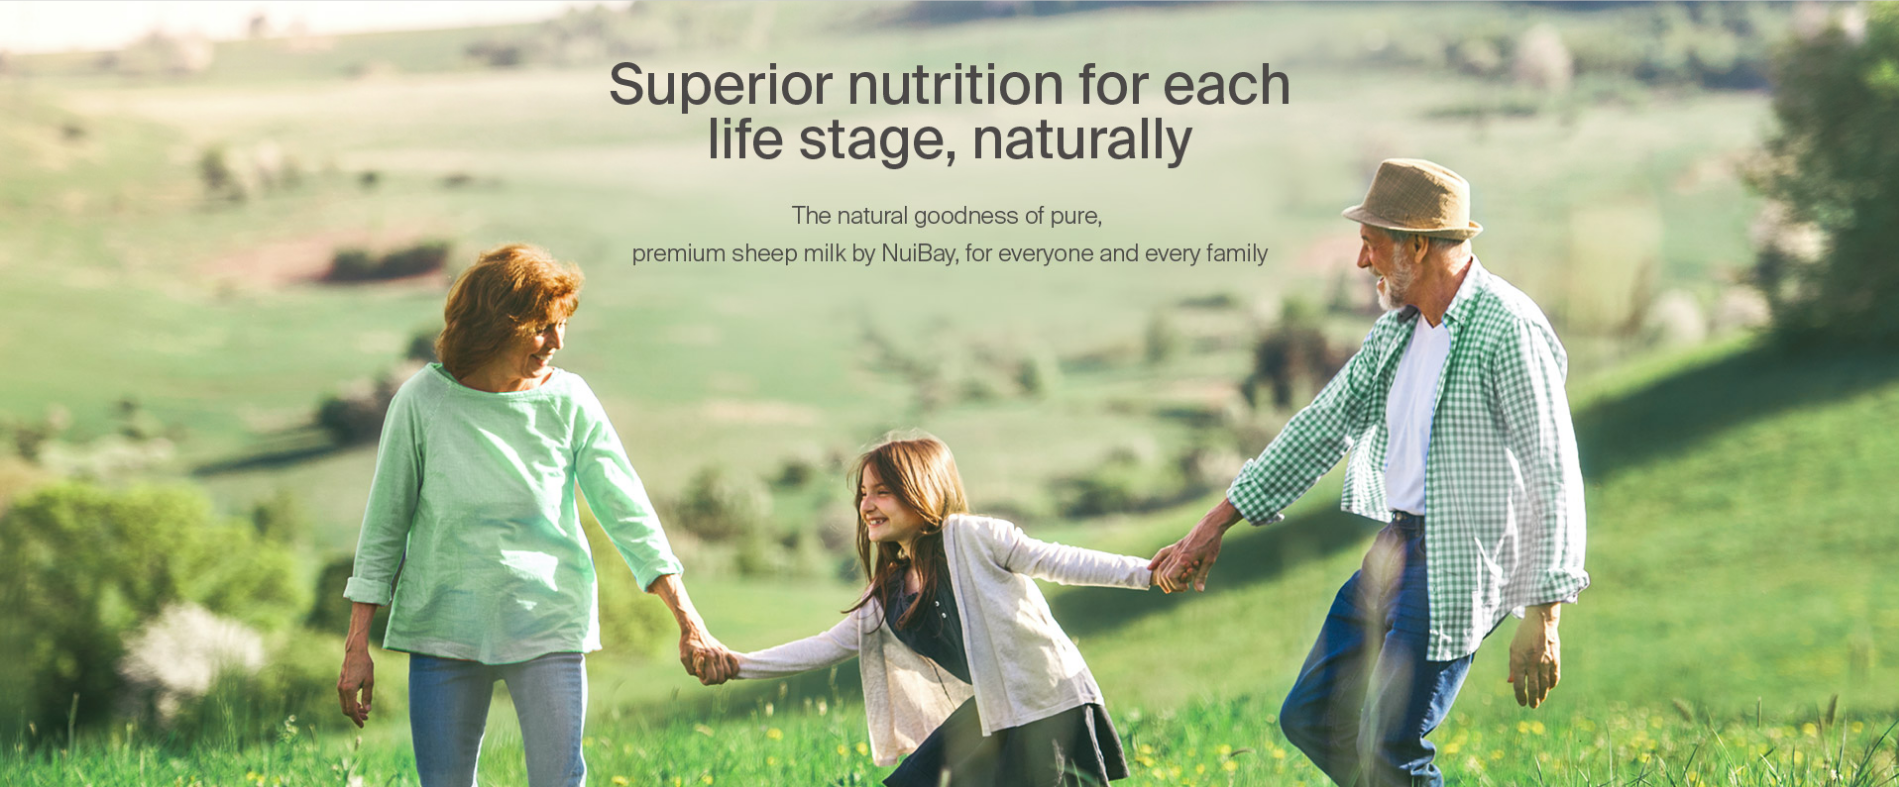 Superior nutrition for each
life stage, naturally
The natural goodness of pure,
premium sheep milk by NuiBay, for everyone and every family